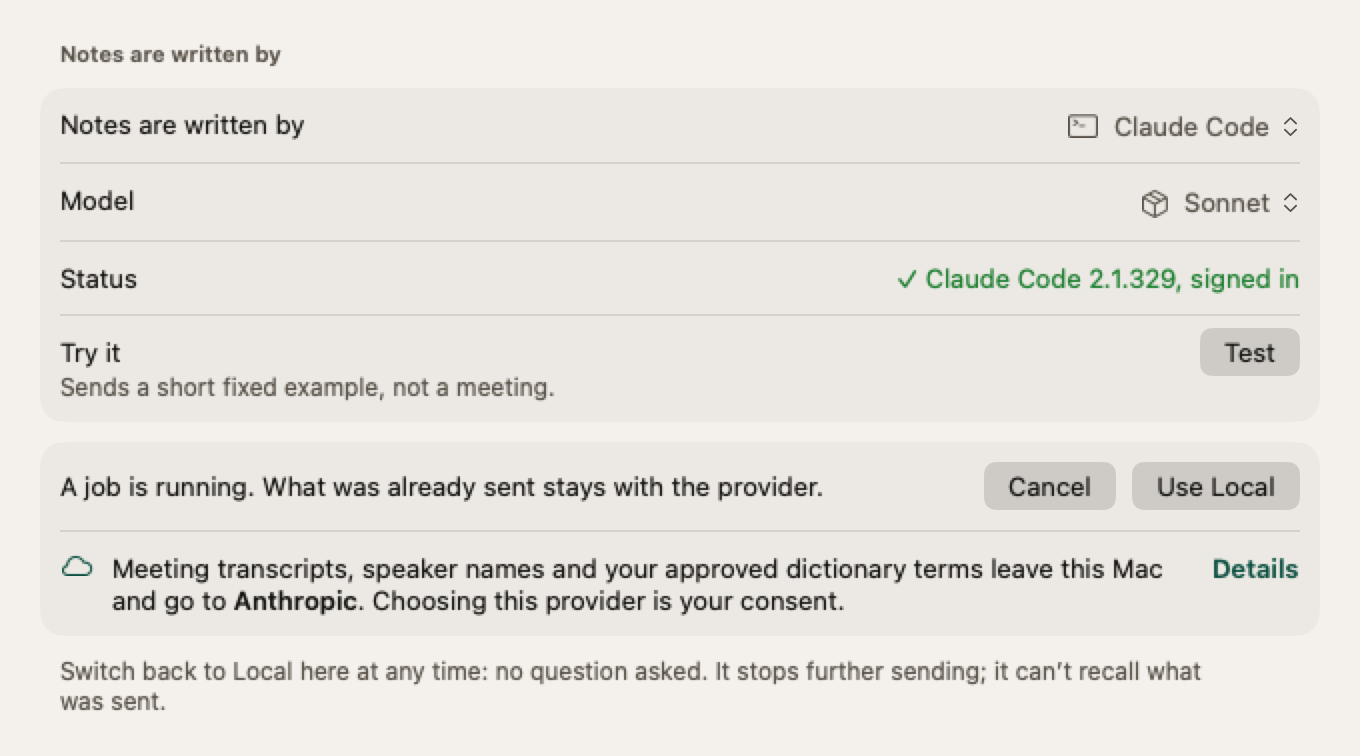 Notes are written by
Notes are written by
Claude Code
Model
Sonnet
Status
✓ Claude Code 2.1.329, signed in
Try it
Test
Sends a short fixed example, not a meeting.
A job is running. What was already sent stays with the provider.
Cancel
Use Local
Meeting transcripts, speaker names and your approved dictionary terms leave this Mac
Details
and go to Anthropic. Choosing this provider is your consent.
Switch back to Local here at any time: no question asked. It stops further sending; it can’t recall what
was sent.